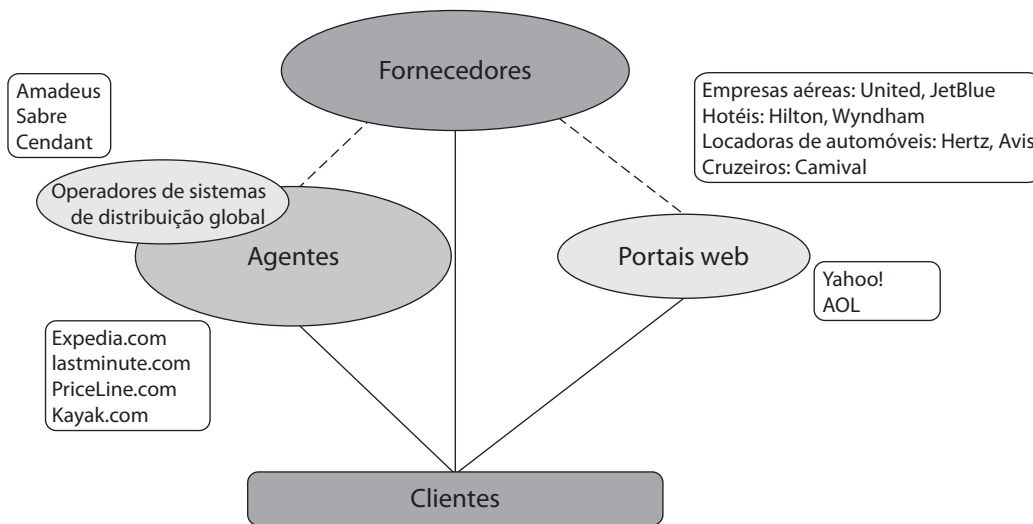 Fornecedores
Amadeus
Sabre
Cendant
Empresas aéreas: United, JetBlue
Hotéis: Hilton, Wyndham
Locadoras de automóveis: Hertz, Avis
Cruzeiros: Camival
Operadores de sistemas
de distribuição global
Agentes
Portais web
Yahoo!
AOL
Expedia.com
lastminute.com
PriceLine.com
Kayak.com
Clientes